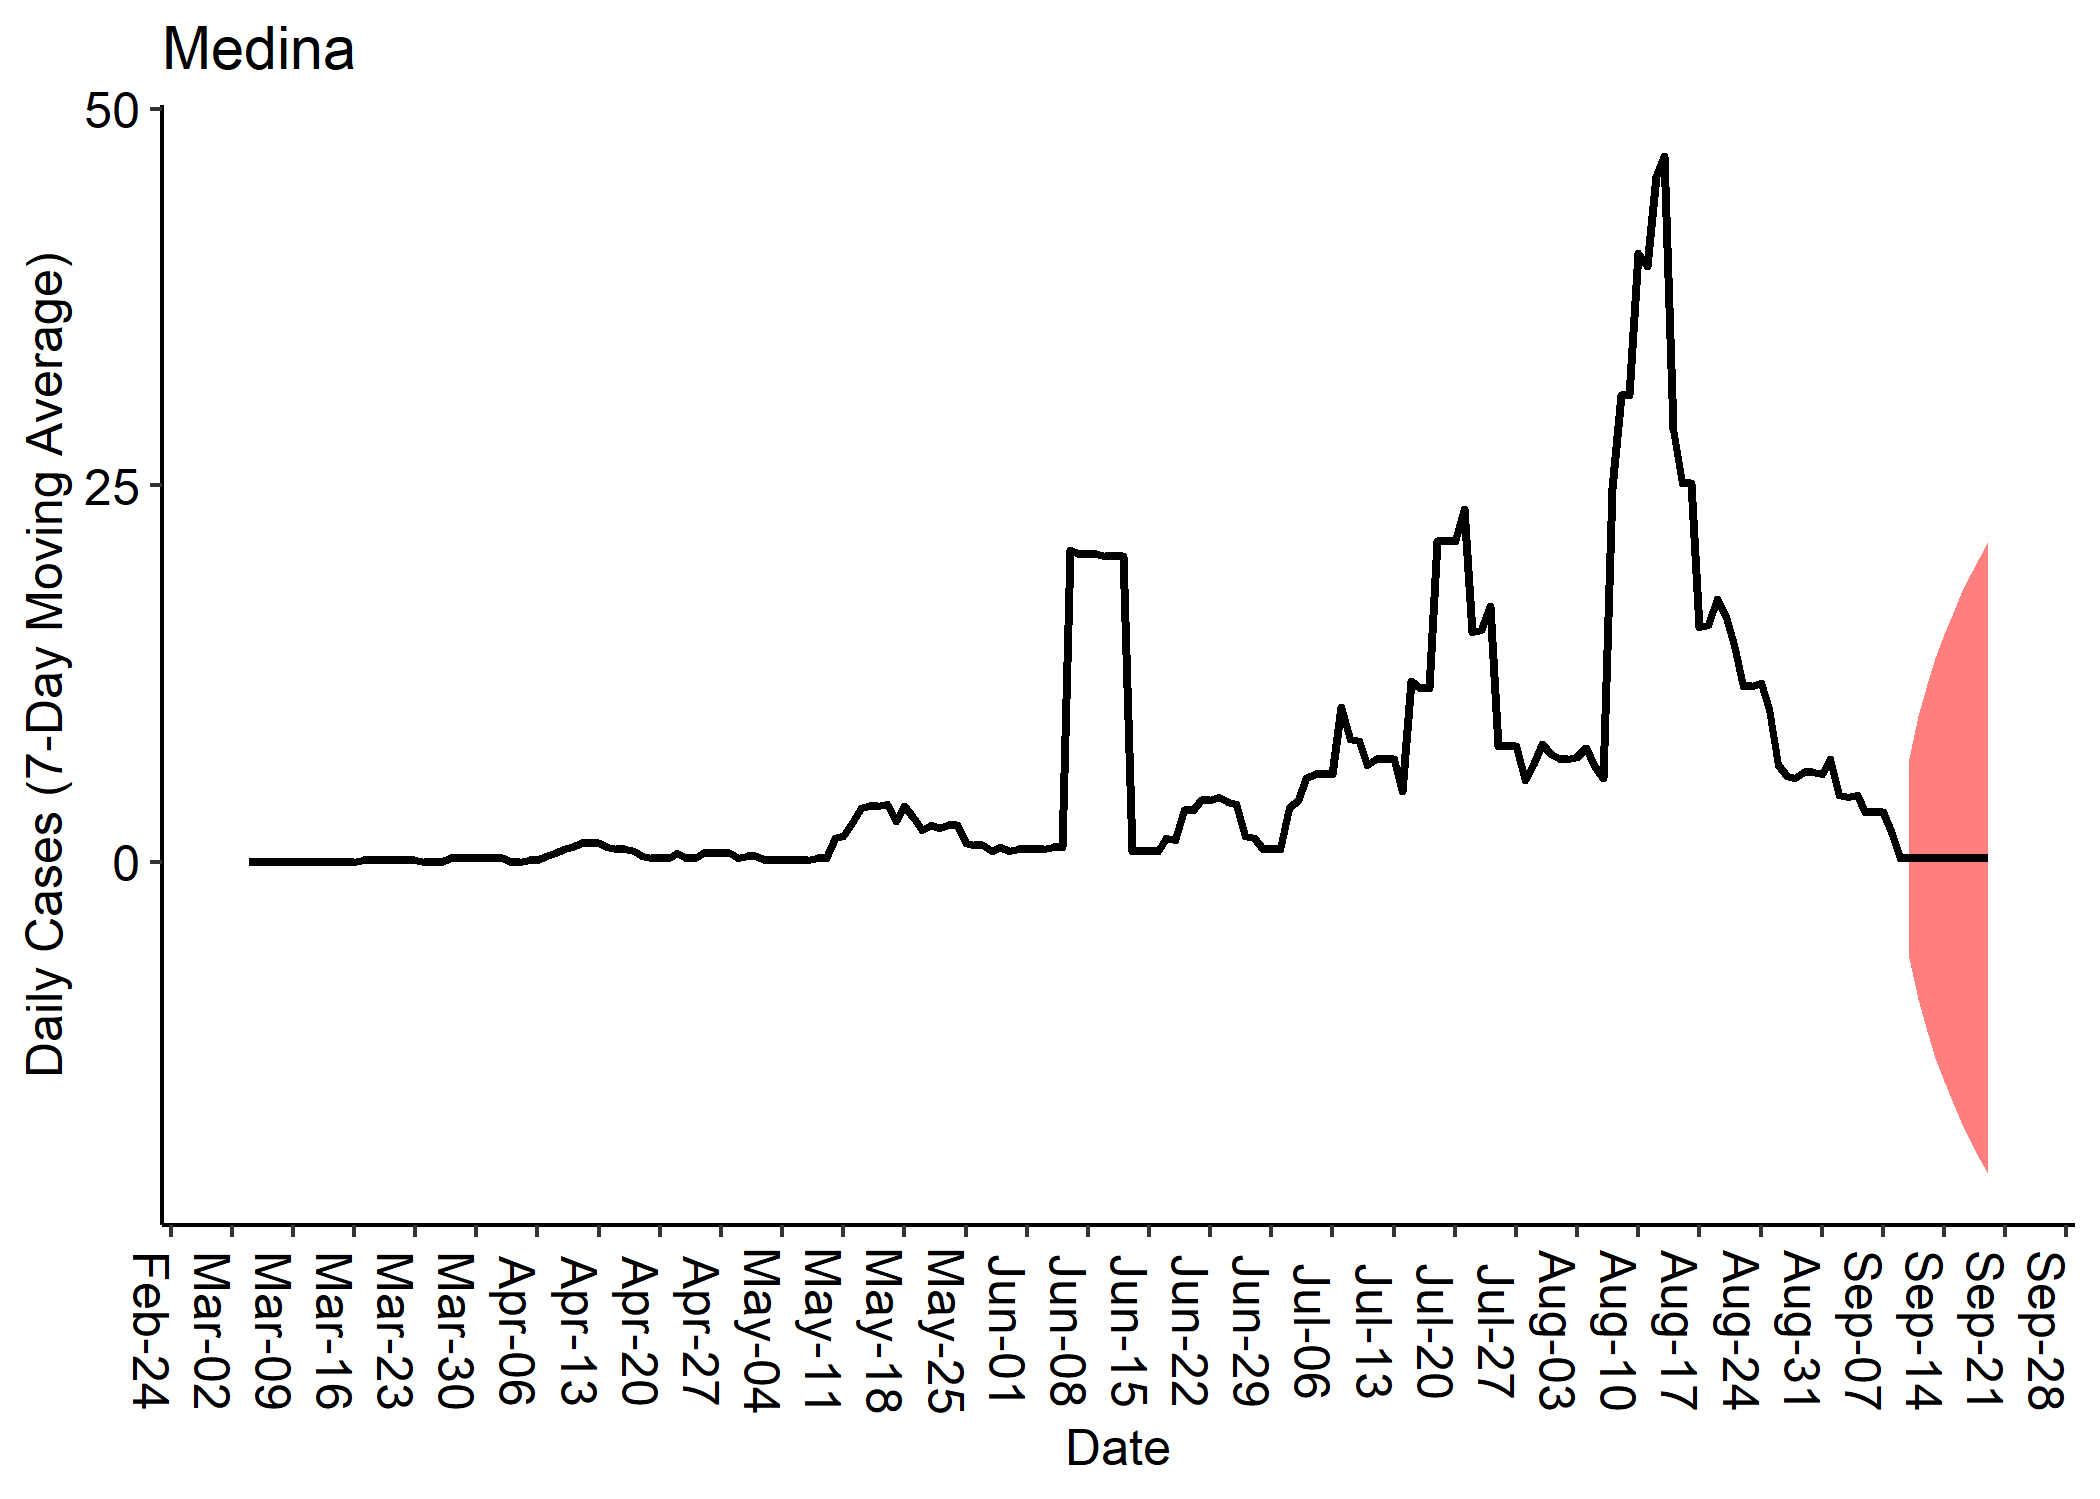 Medina
50
25
0
Daily Cases (7-Day Moving Average)
Feb-24
Mar-02
Mar-09
Mar-16
Mar-23
Mar-30
Apr-06
Apr-13
Apr-20
Apr-27
May-04
May-11
May-18
May-25
Jun-01
Jun-08
Jun-15
Jun-22
Jun-29
Jul-06
Jul-13
Jul-20
Jul-27
Aug-03
Aug-10
Aug-17
Aug-24
Aug-31
Sep-07
Sep-14
Sep-21
Sep-28
Date